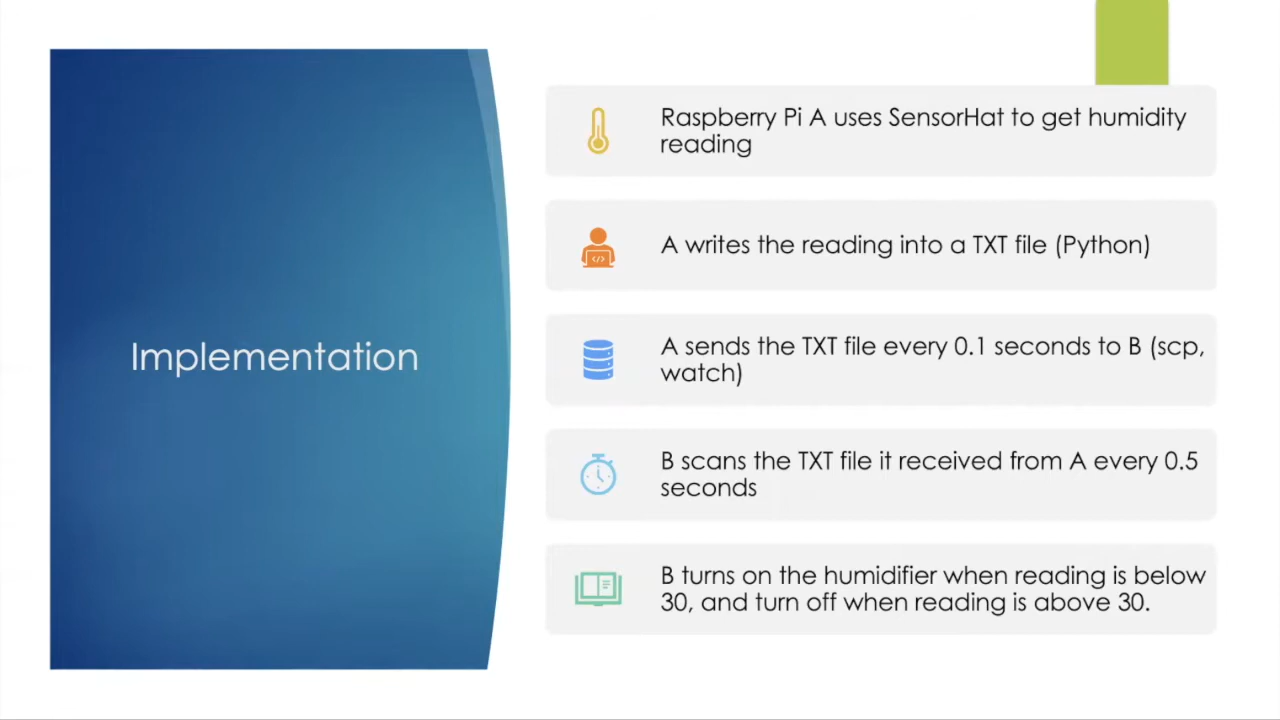 Implementation
Raspberry Pi A uses SensorHat to get humidity
reading
A writes the reading into a TXT file (Python)
A sends the TXT file every 0.1 seconds to B (scp,
watch)
B scans the TXT file it received from A every 0.5
seconds
B turns on the humidifier when reading is below
30, and turn off when reading is above 30.